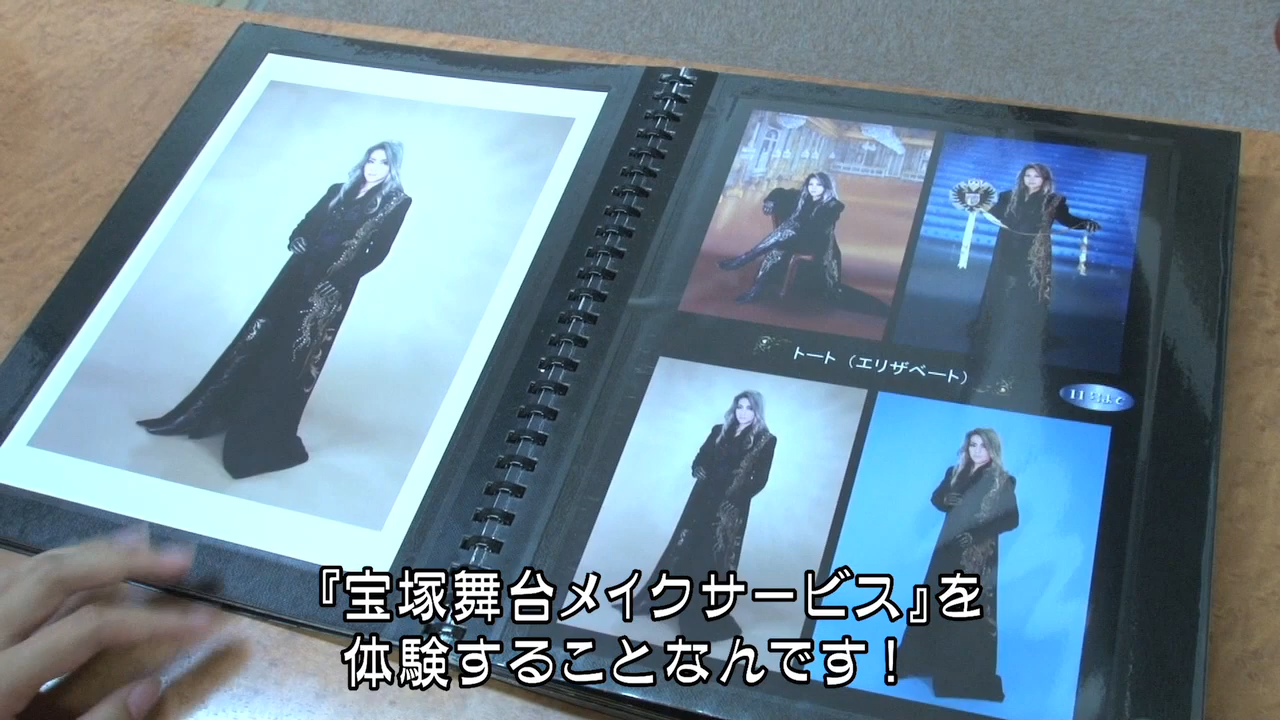 トート（エリザベート）
『宝塚舞台メイクサービス』を
体験することなんです！